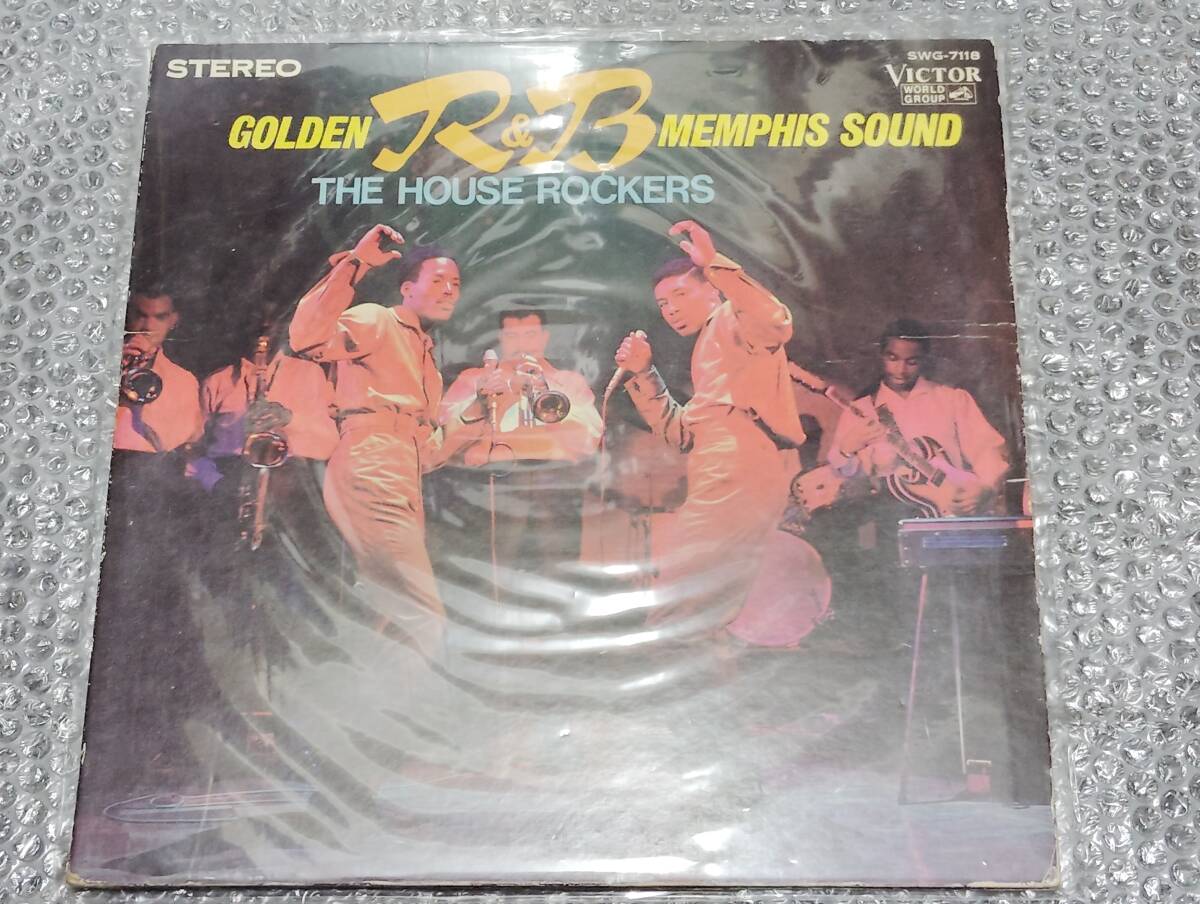 STEREO
SWG-7118
VICTOR
WORLD
GROUP
GOLDEN R&B MEMPHIS SOUND
THE HOUSE ROCKERS